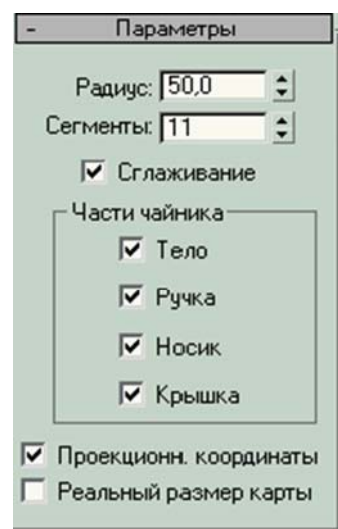 - Параметры
Радиус: 50,0
Сегменты: 11
Сглаживание
Части чайника
Тело
Ручка
Носик
Крышка
Проекционн. координаты
Реальный размер карты